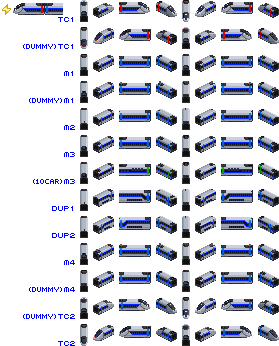 TC1
(DUMMY)TC1
M1
(DUMMY)M1
M2
M3
(10CAR)M3
DUP1
DUP2
M4
(DUMMY)M4
(DUMMY)TC2
TC2